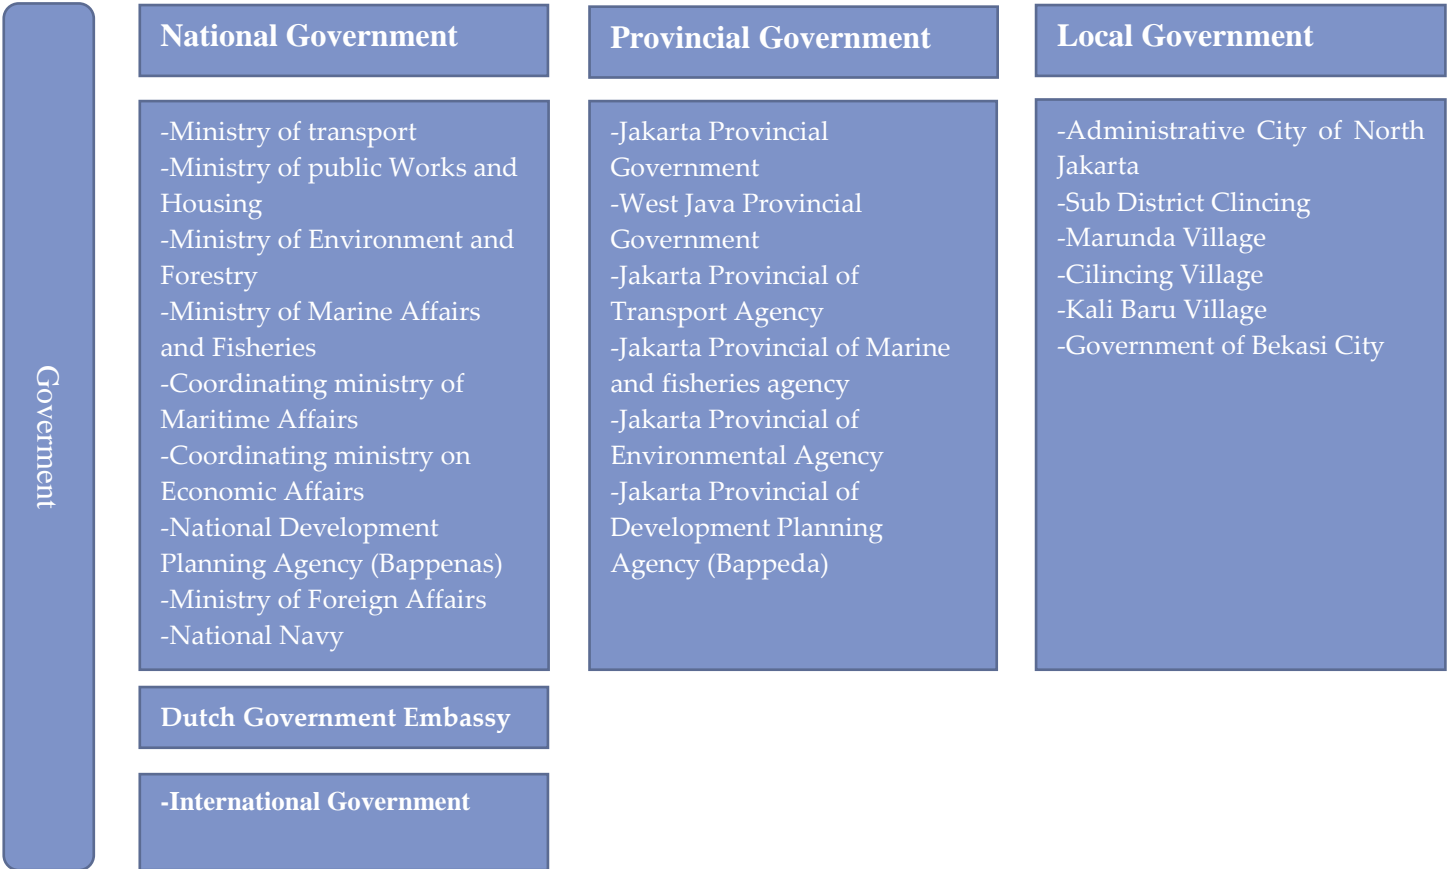 Goverment
National Government
-Ministry of transport
-Ministry of public Works and
Housing
-Ministry of Environment and
Forestry
-Ministry of Marine Affairs
and Fisheries
-Coordinating ministry of
Maritime Affairs
-Coordinating ministry on
Economic Affairs
-National Development
Planning Agency (Bappenas)
-Ministry of Foreign Affairs
-National Navy
Dutch Government Embassy
-International Government
Provincial Government
-Jakarta Provincial
Government
-West Java Provincial
Government
-Jakarta Provincial of
Transport Agency
-Jakarta Provincial of Marine
and fisheries agency
-Jakarta Provincial of
Environmental Agency
-Jakarta Provincial of
Development Planning
Agency (Bappeda)
Local Government
-Administrative City of North
Jakarta
-Sub District Clincing
-Marunda Village
-Cilincing Village
-Kali Baru Village
-Government of Bekasi City